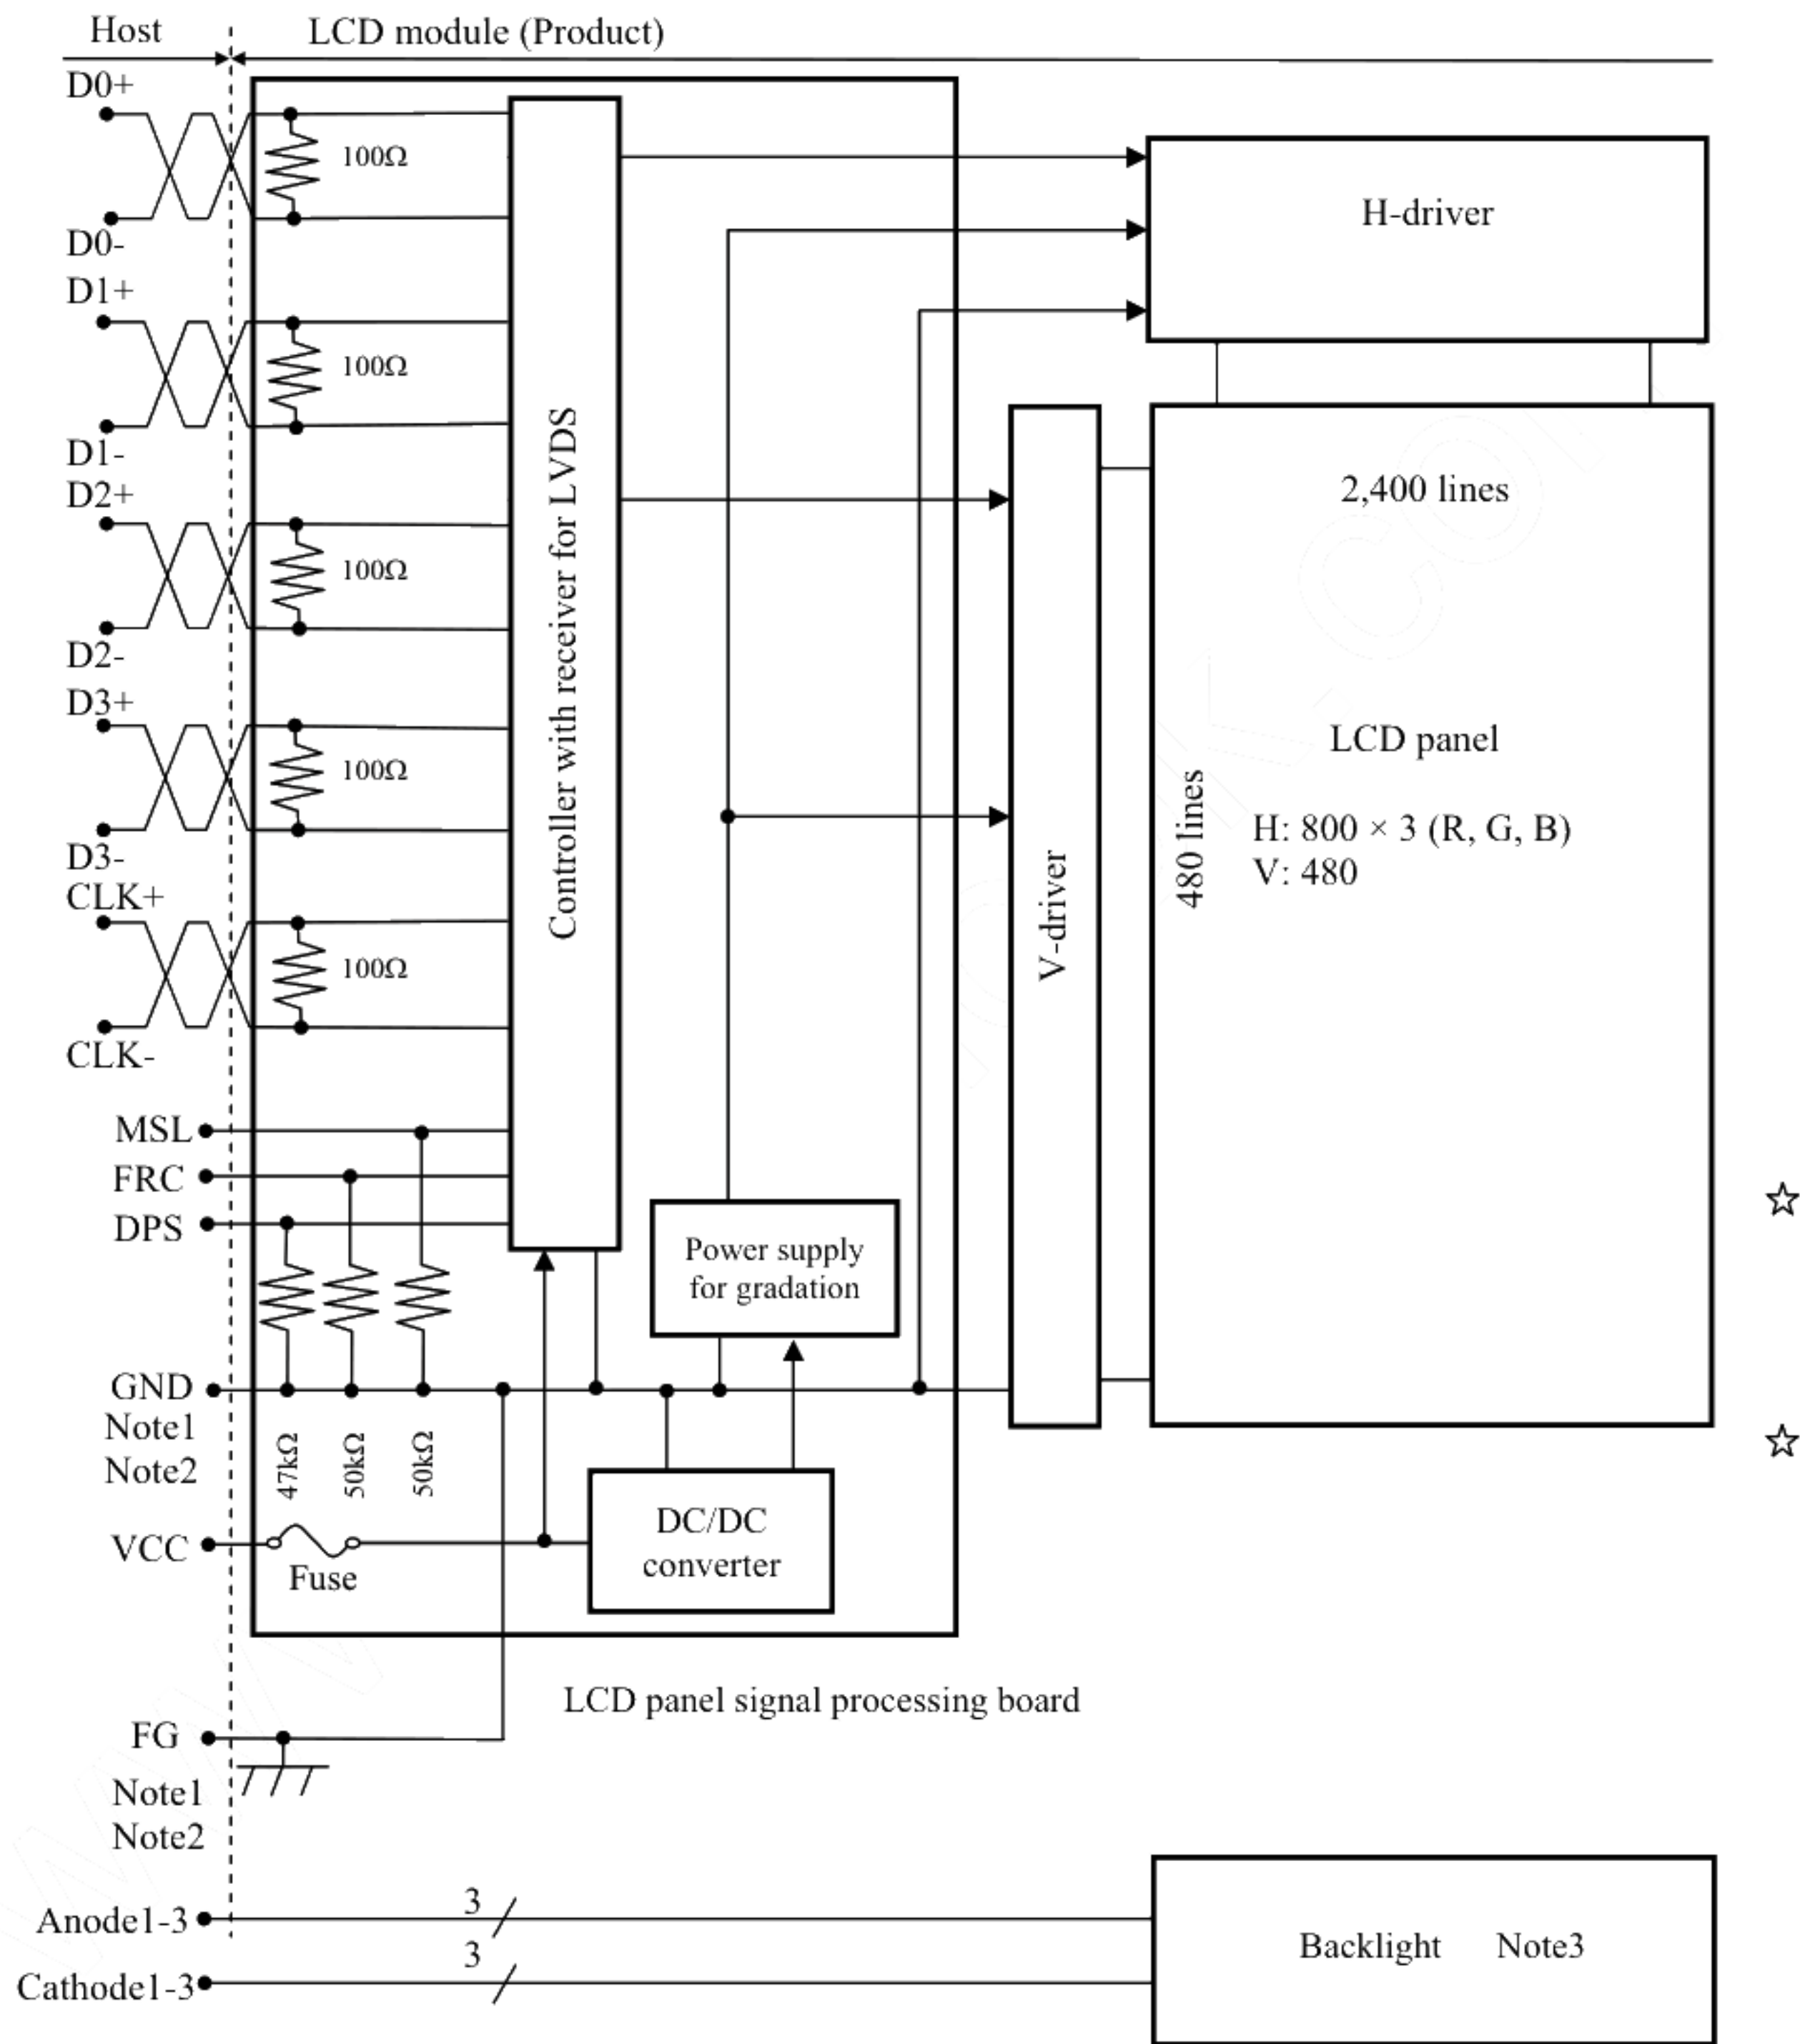 Host
LCD module (Product)
D0+
100Ω
D0-
D1+
100Ω
D1-
D2+
100Ω
D2-
D3+
100Ω
D3-
CLK+
100Ω
CLK-
Controller with receiver for LVDS
H-driver
2,400 lines
LCD panel
480 lines
H: 800 × 3 (R, G, B)
V: 480
V-driver
MSL
FRC
DPS
Power supply
for gradation
GND
Note1
Note2
47kΩ
50kΩ
50kΩ
VCC
Fuse
DC/DC
converter
LCD panel signal processing board
FG
Note1
Note2
Anode1-3
3
Cathode1-3
3
Backlight Note3